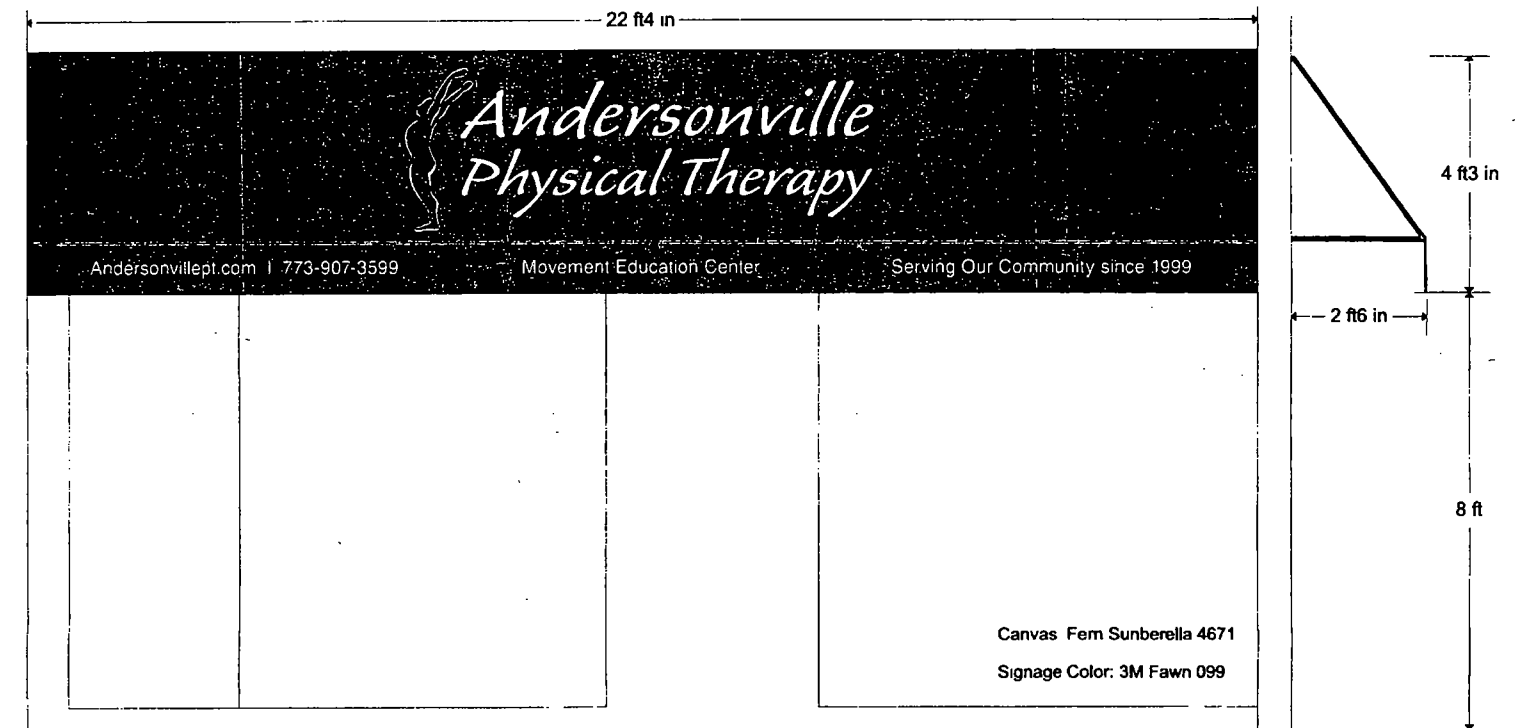 22 ft4 in
Andersonville
Physical Therapy
4 ft3 in
Andersonvillept.com | 773-907-3599 Movement Education Center Serving Our Community since 1999
2 ft6 in
8 ft
Canvas Fern Sunberella 4671
Signage Color: 3M Fawn 099